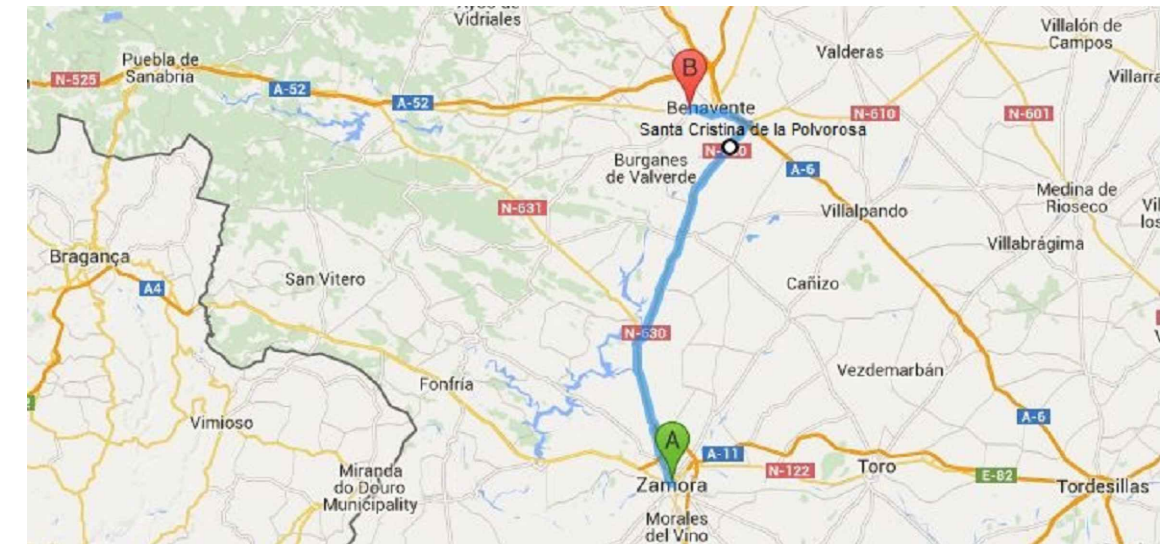 Vidriales
Villalón de
Campos
Puebla de
Sanabria
Valderas
N-525
A-52
A-52
B
Villarra
Benavente
N-610
N-601
Santa Cristina de la Polvorosa
Burganes
de Valverde
A-6
N-631
Medina de
Rioseco
Vil
los
Villalpando
Villabrágima
Bragança
San Vitero
Cañizo
A4
N-630
Vezdemarbán
Fonfría
Vimioso
A-6
A
A-11
N-122
Toro
E-82
Miranda
do Douro
Municipality
Zamora
Tordesillas
Morales
del Vino